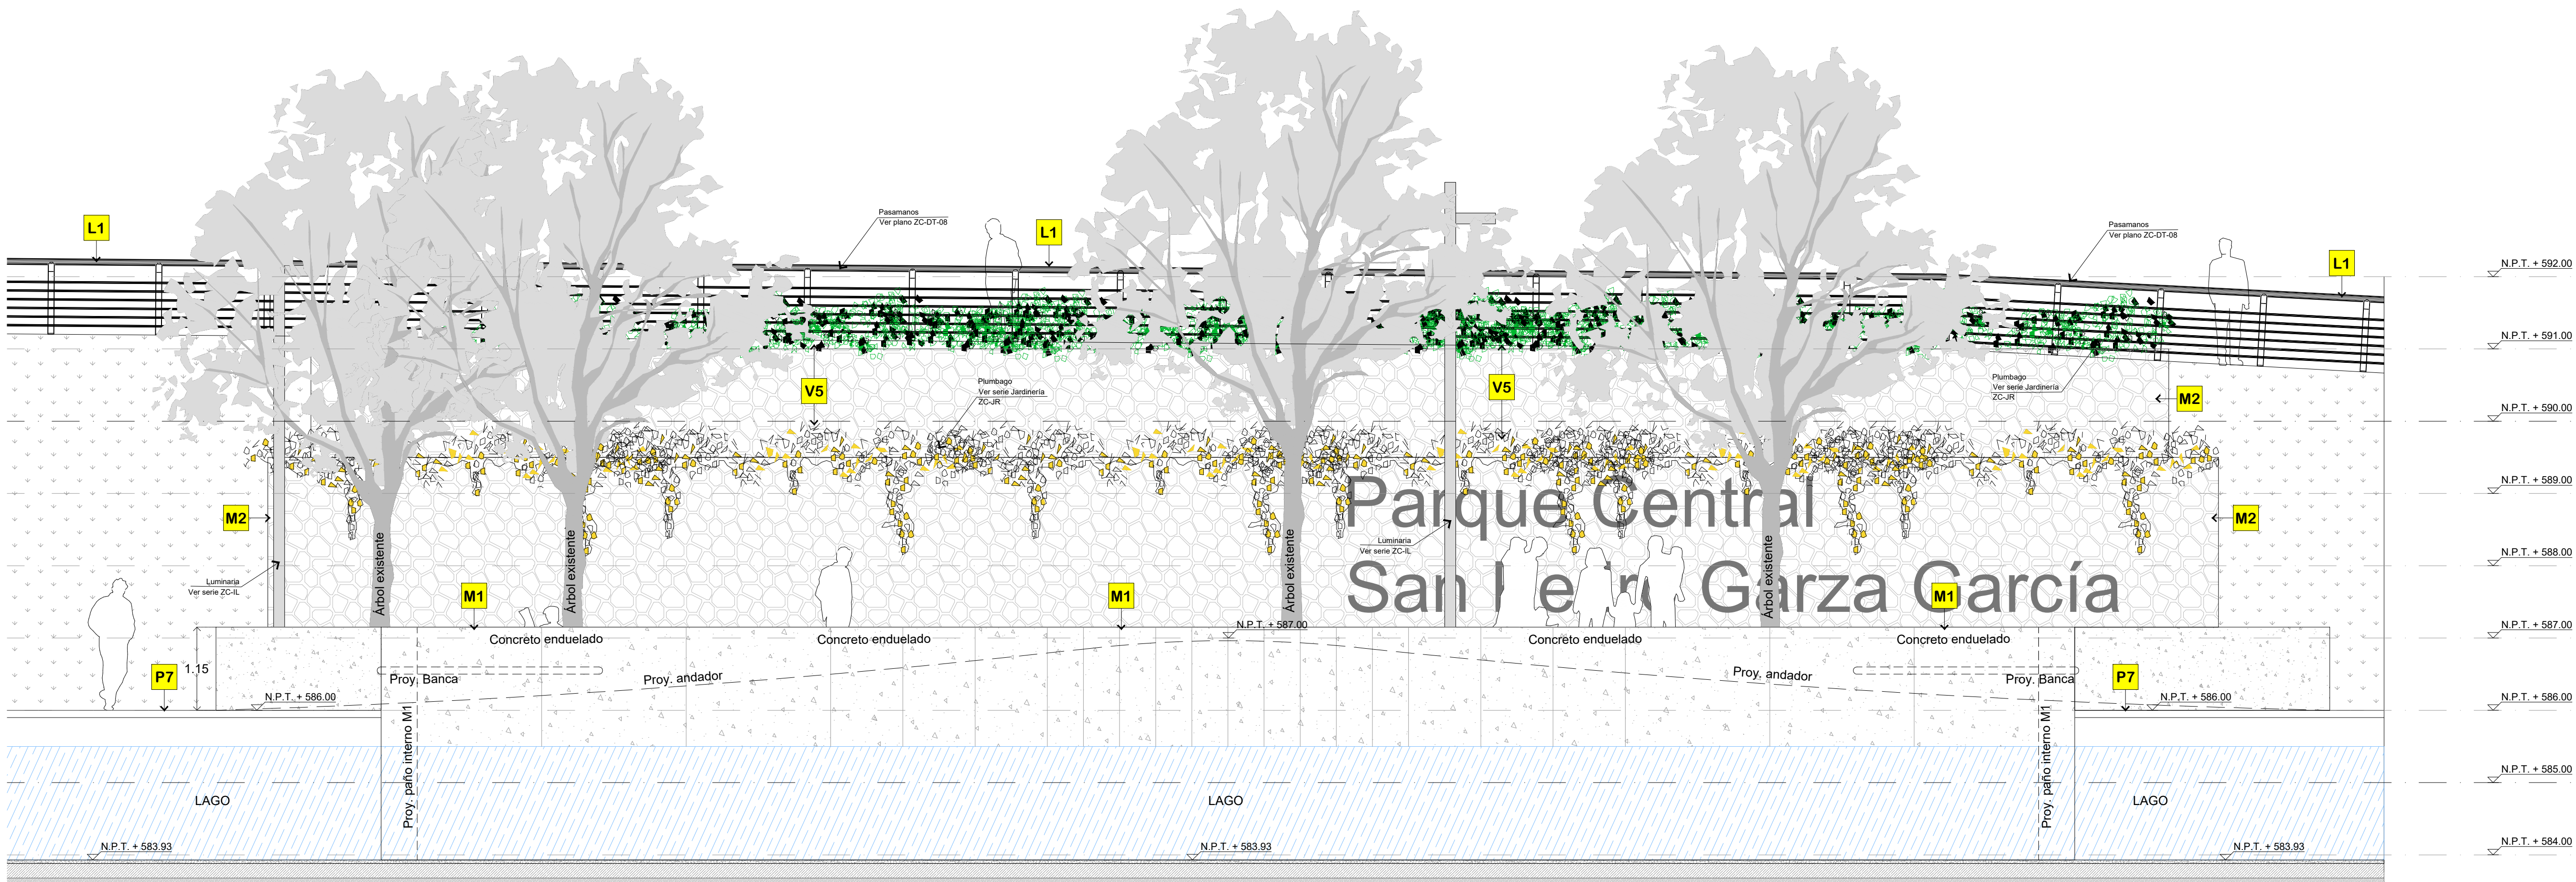 Pasamanos
Ver plano ZC-DT-08
L1
L1
Pasamanos
Ver plano ZC-DT-08
L1
N.P.T. + 592.00
N.P.T. + 591.00
V5
Plumbago
Ver serie Jardinería
ZC-JR
V5
Plumbago
Ver serie Jardinería
ZC-JR
M2
N.P.T. + 590.00
N.P.T. + 589.00
Parque Central
M2
M2
Árbol existente
Árbol existente
Árbol existente
Árbol existente
Luminaria
Ver serie ZC-IL
N.P.T. + 588.00
Luminaria
Ver serie ZC-IL
San Garza García
M1
M1
M1
N.P.T. + 587.00
N.P.T. + 587.00
Concreto enduelado
Concreto enduelado
Concreto enduelado
Concreto enduelado
1.15
P7
Proy. Banca
Proy. andador
Proy. andador
Proy. Banca
P7
N.P.T. + 586.00
N.P.T. + 586.00
N.P.T. + 586.00
Proy. paño interno M1
Proy. paño interno M1
N.P.T. + 585.00
LAGO
LAGO
LAGO
N.P.T. + 583.93
N.P.T. + 583.93
N.P.T. + 583.93
N.P.T. + 584.00